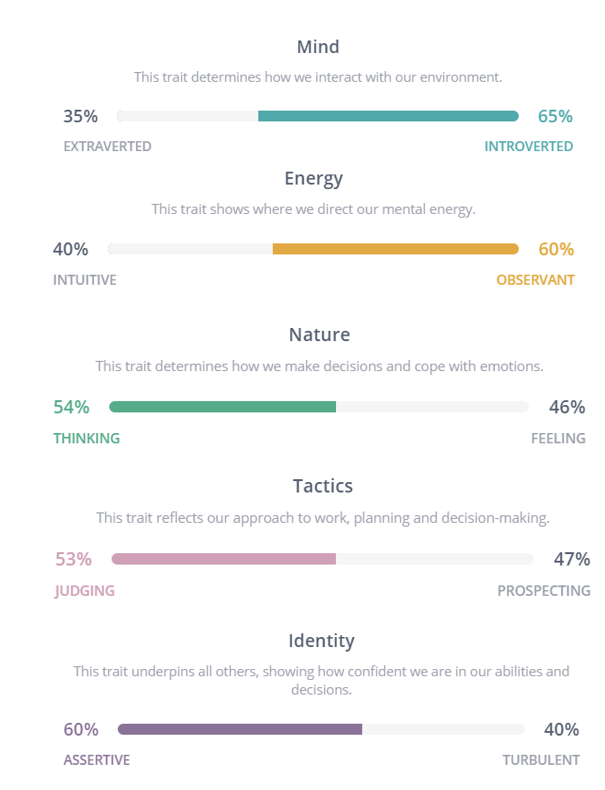 Mind
This trait determines how we interact with our environment.
35% 65%
EXTRAVERTED INTROVERTED
Energy
This trait shows where we direct our mental energy.
40% 60%
INTUITIVE OBSERVANT
Nature
This trait determines how we make decisions and cope with emotions.
54% 46%
THINKING FEELING
Tactics
This trait reflects our approach to work, planning and decision-making.
53% 47%
JUDGING PROSPECTING
Identity
This trait underpins all others, showing how confident we are in our abilities and
decisions.
60% 40%
ASSERTIVE TURBULENT